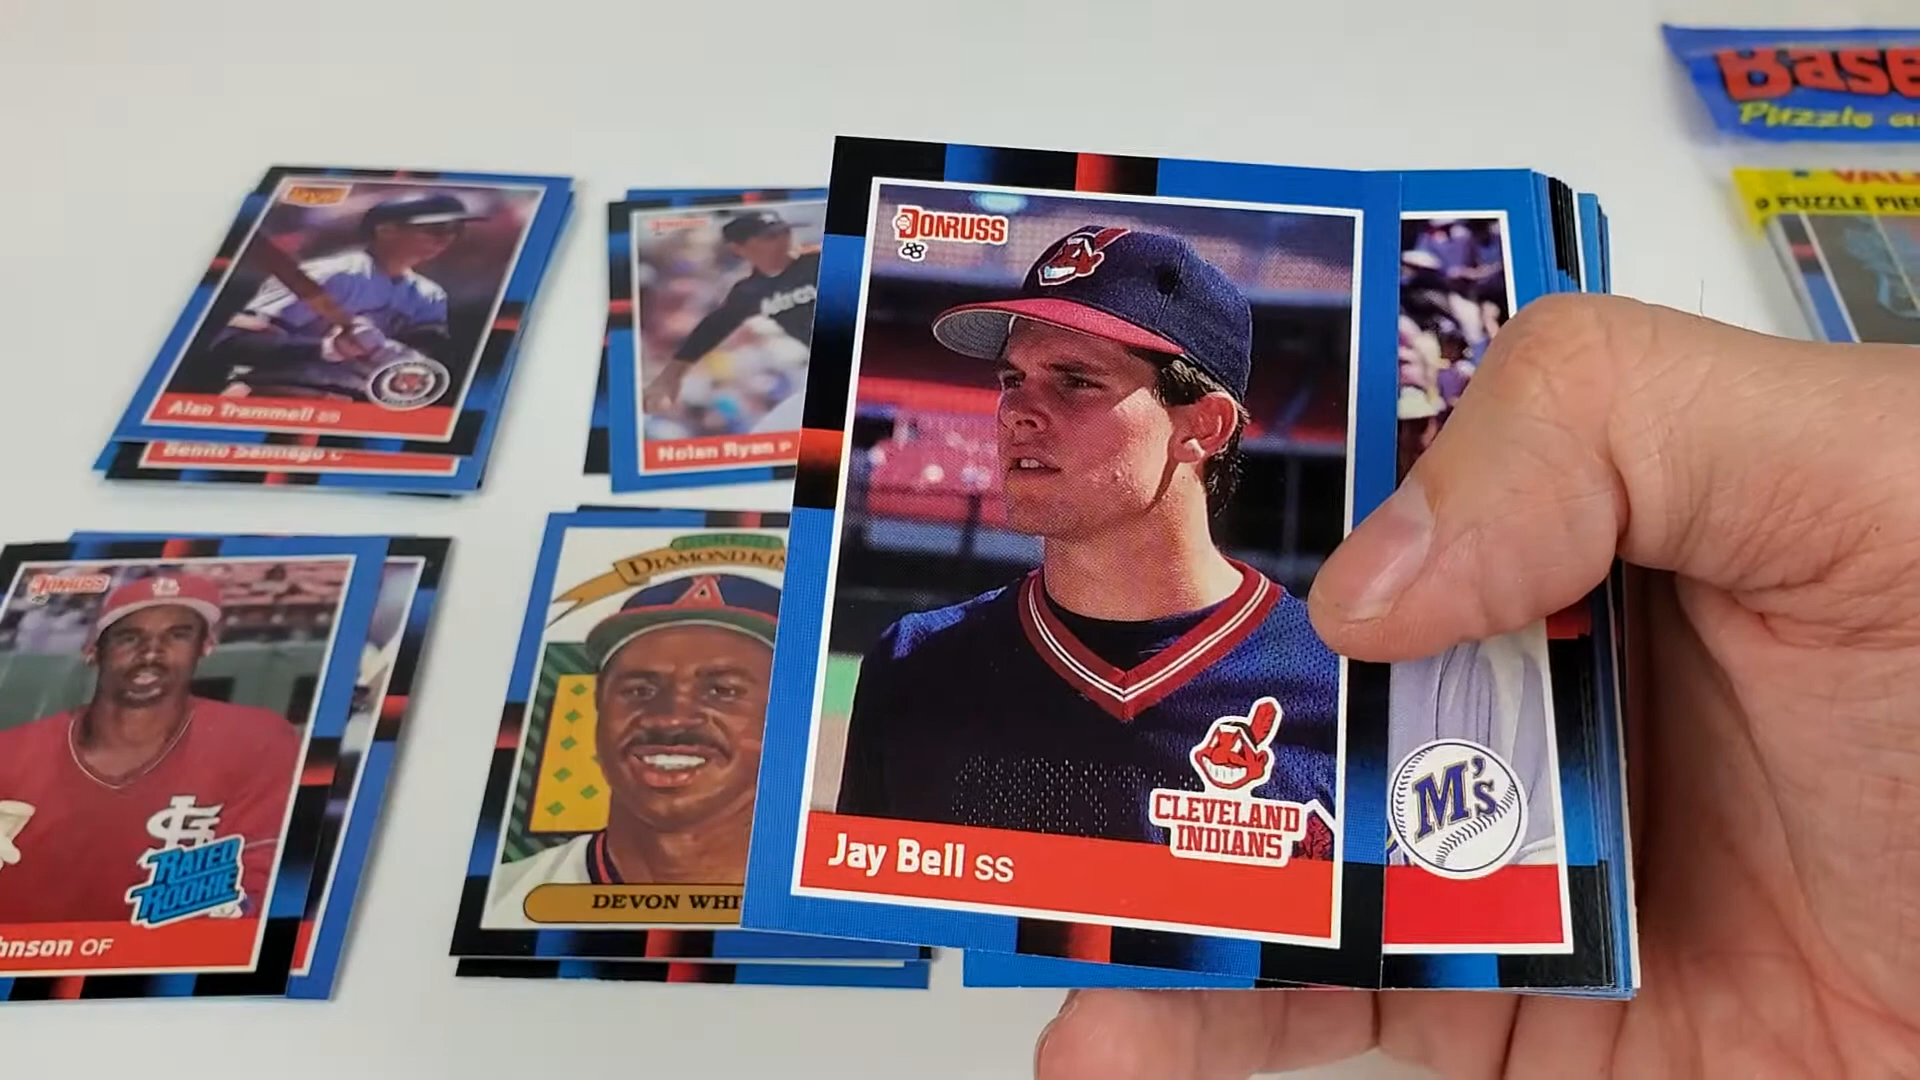 Base
Puzzle a
VAL
PUZZLE PIE
DONRUSS
88
Alan Trammell SS
Benito Santiago C
Nolan Ryan P
DONRUSS
RATED
ROOKIE
hnson OF
DIAMOND KIN
A
DEVON WHI
CLEVELAND
INDIANS
Jay Bell SS
M's